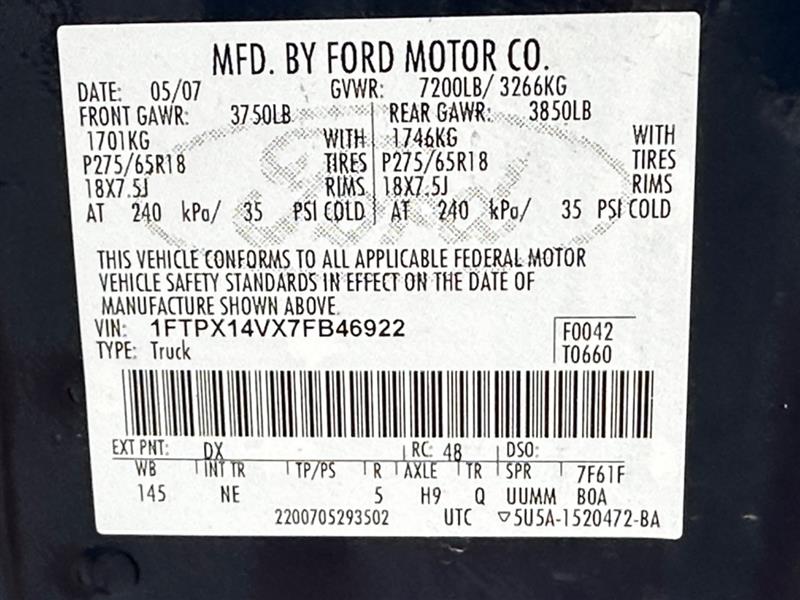 MFD. BY FORD MOTOR CO.
DATE: 05/07 GVWR: 7200LB/ 3266KG
FRONT GAWR: 3750LB REAR GAWR: 3850LB
1701KG WITH 1746KG WITH
P275/65R18 TIRES P275/65R18 TIRES
18X7.5J RIMS 18X7.5J RIMS
AT 240 kPa/ 35 PSI COLD AT 240 kPa/ 35 PSI COLD
Ford
THIS VEHICLE CONFORMS TO ALL APPLICABLE FEDERAL MOTOR
VEHICLE SAFETY STANDARDS IN EFFECT ON THE DATE OF
MANUFACTURE SHOWN ABOVE.
VIN: 1FTPX14VX7FB46922 F0042
TYPE: Truck T0660
EXT PNT: DX RC: 48 DSO:
WB INT TR TP/PS R AXLE TR SPR 7F61F
145 NE 5 H9 Q UUMM BOA
2200705293502 UTC ▽5U5A-1520472-BA